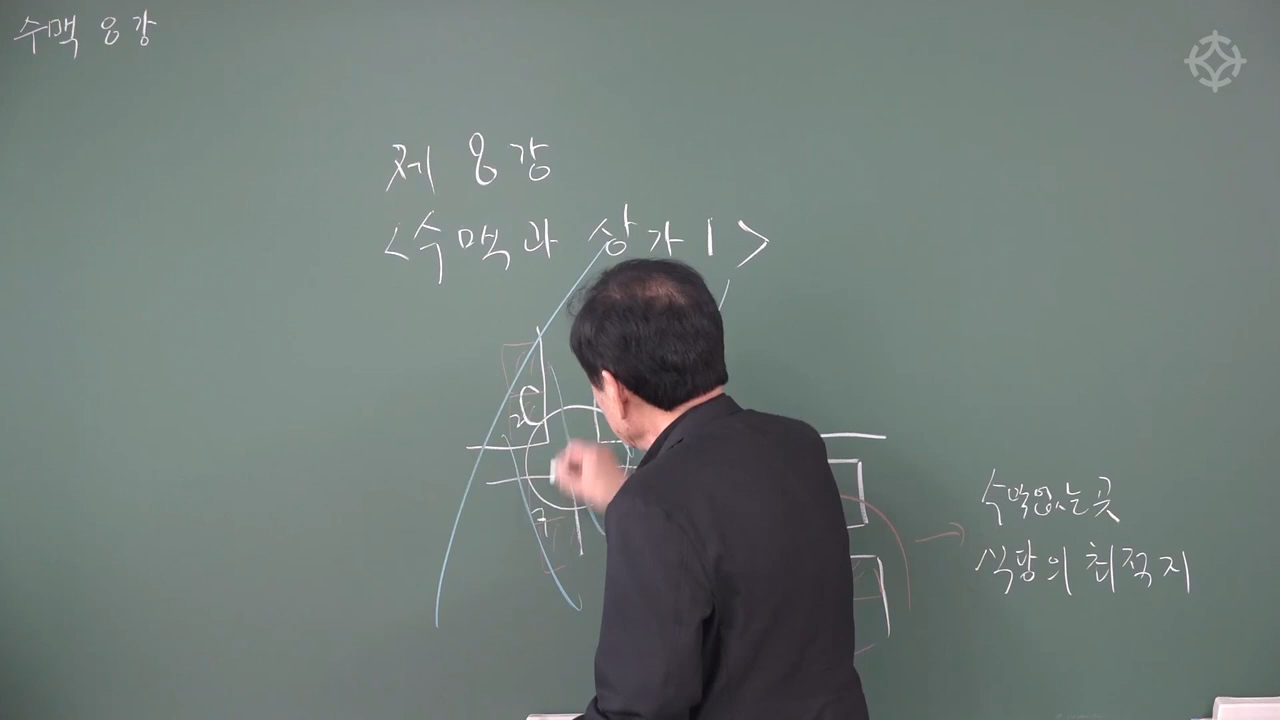 수맥 8강
제 8강
<수맥과 상가 1>
수맥없는 곳
식당의 최적지